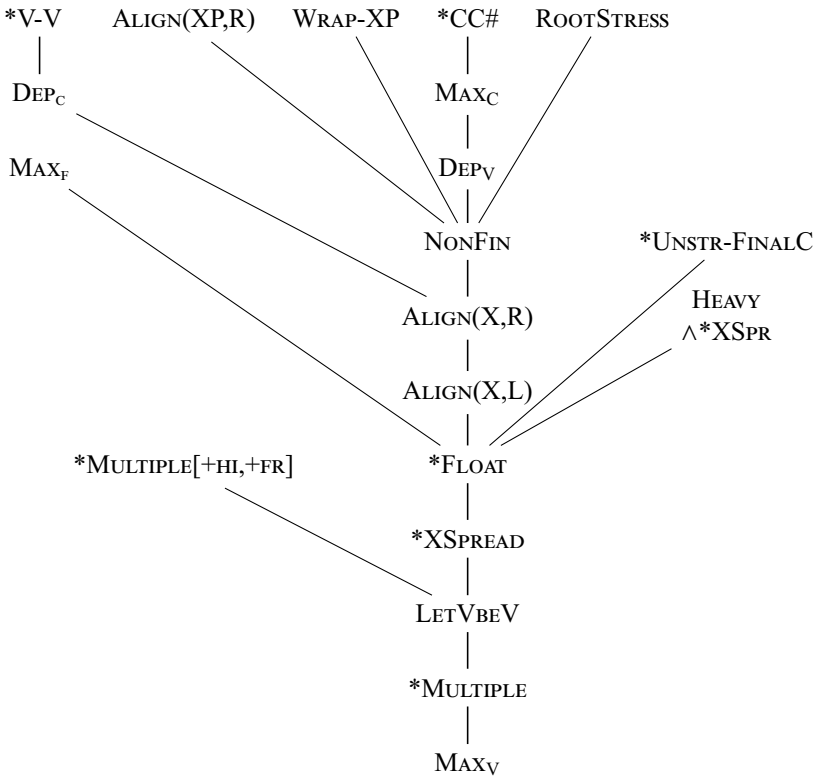 *V-V ALIGN(XP,R) WRAP-XP *CC# ROOTSTRESS
DEP_C MAX_C
MAX_F DEP_V
NONFIN *UNSTR-FINALC
HEAVY
ALIGN(X,R) ∧*XSPR
ALIGN(X,L)
*MULTIPLE[+HI,+FR] *FLOAT
*XSPREAD
LETVBEV
*MULTIPLE
MAX_V